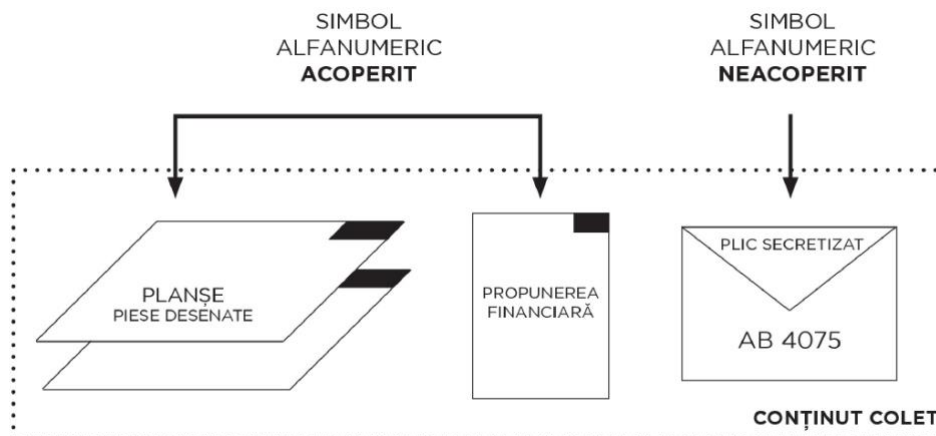 SIMBOL
ALFANUMERIC
ACOPERIT
SIMBOL
ALFANUMERIC
NEACOPERIT
PLANȘE
PIESE DESENATE
PROPUNEREA
FINANCIARĂ
PLIC SECRETIZAT
AB 4075
CONȚINUT COLET